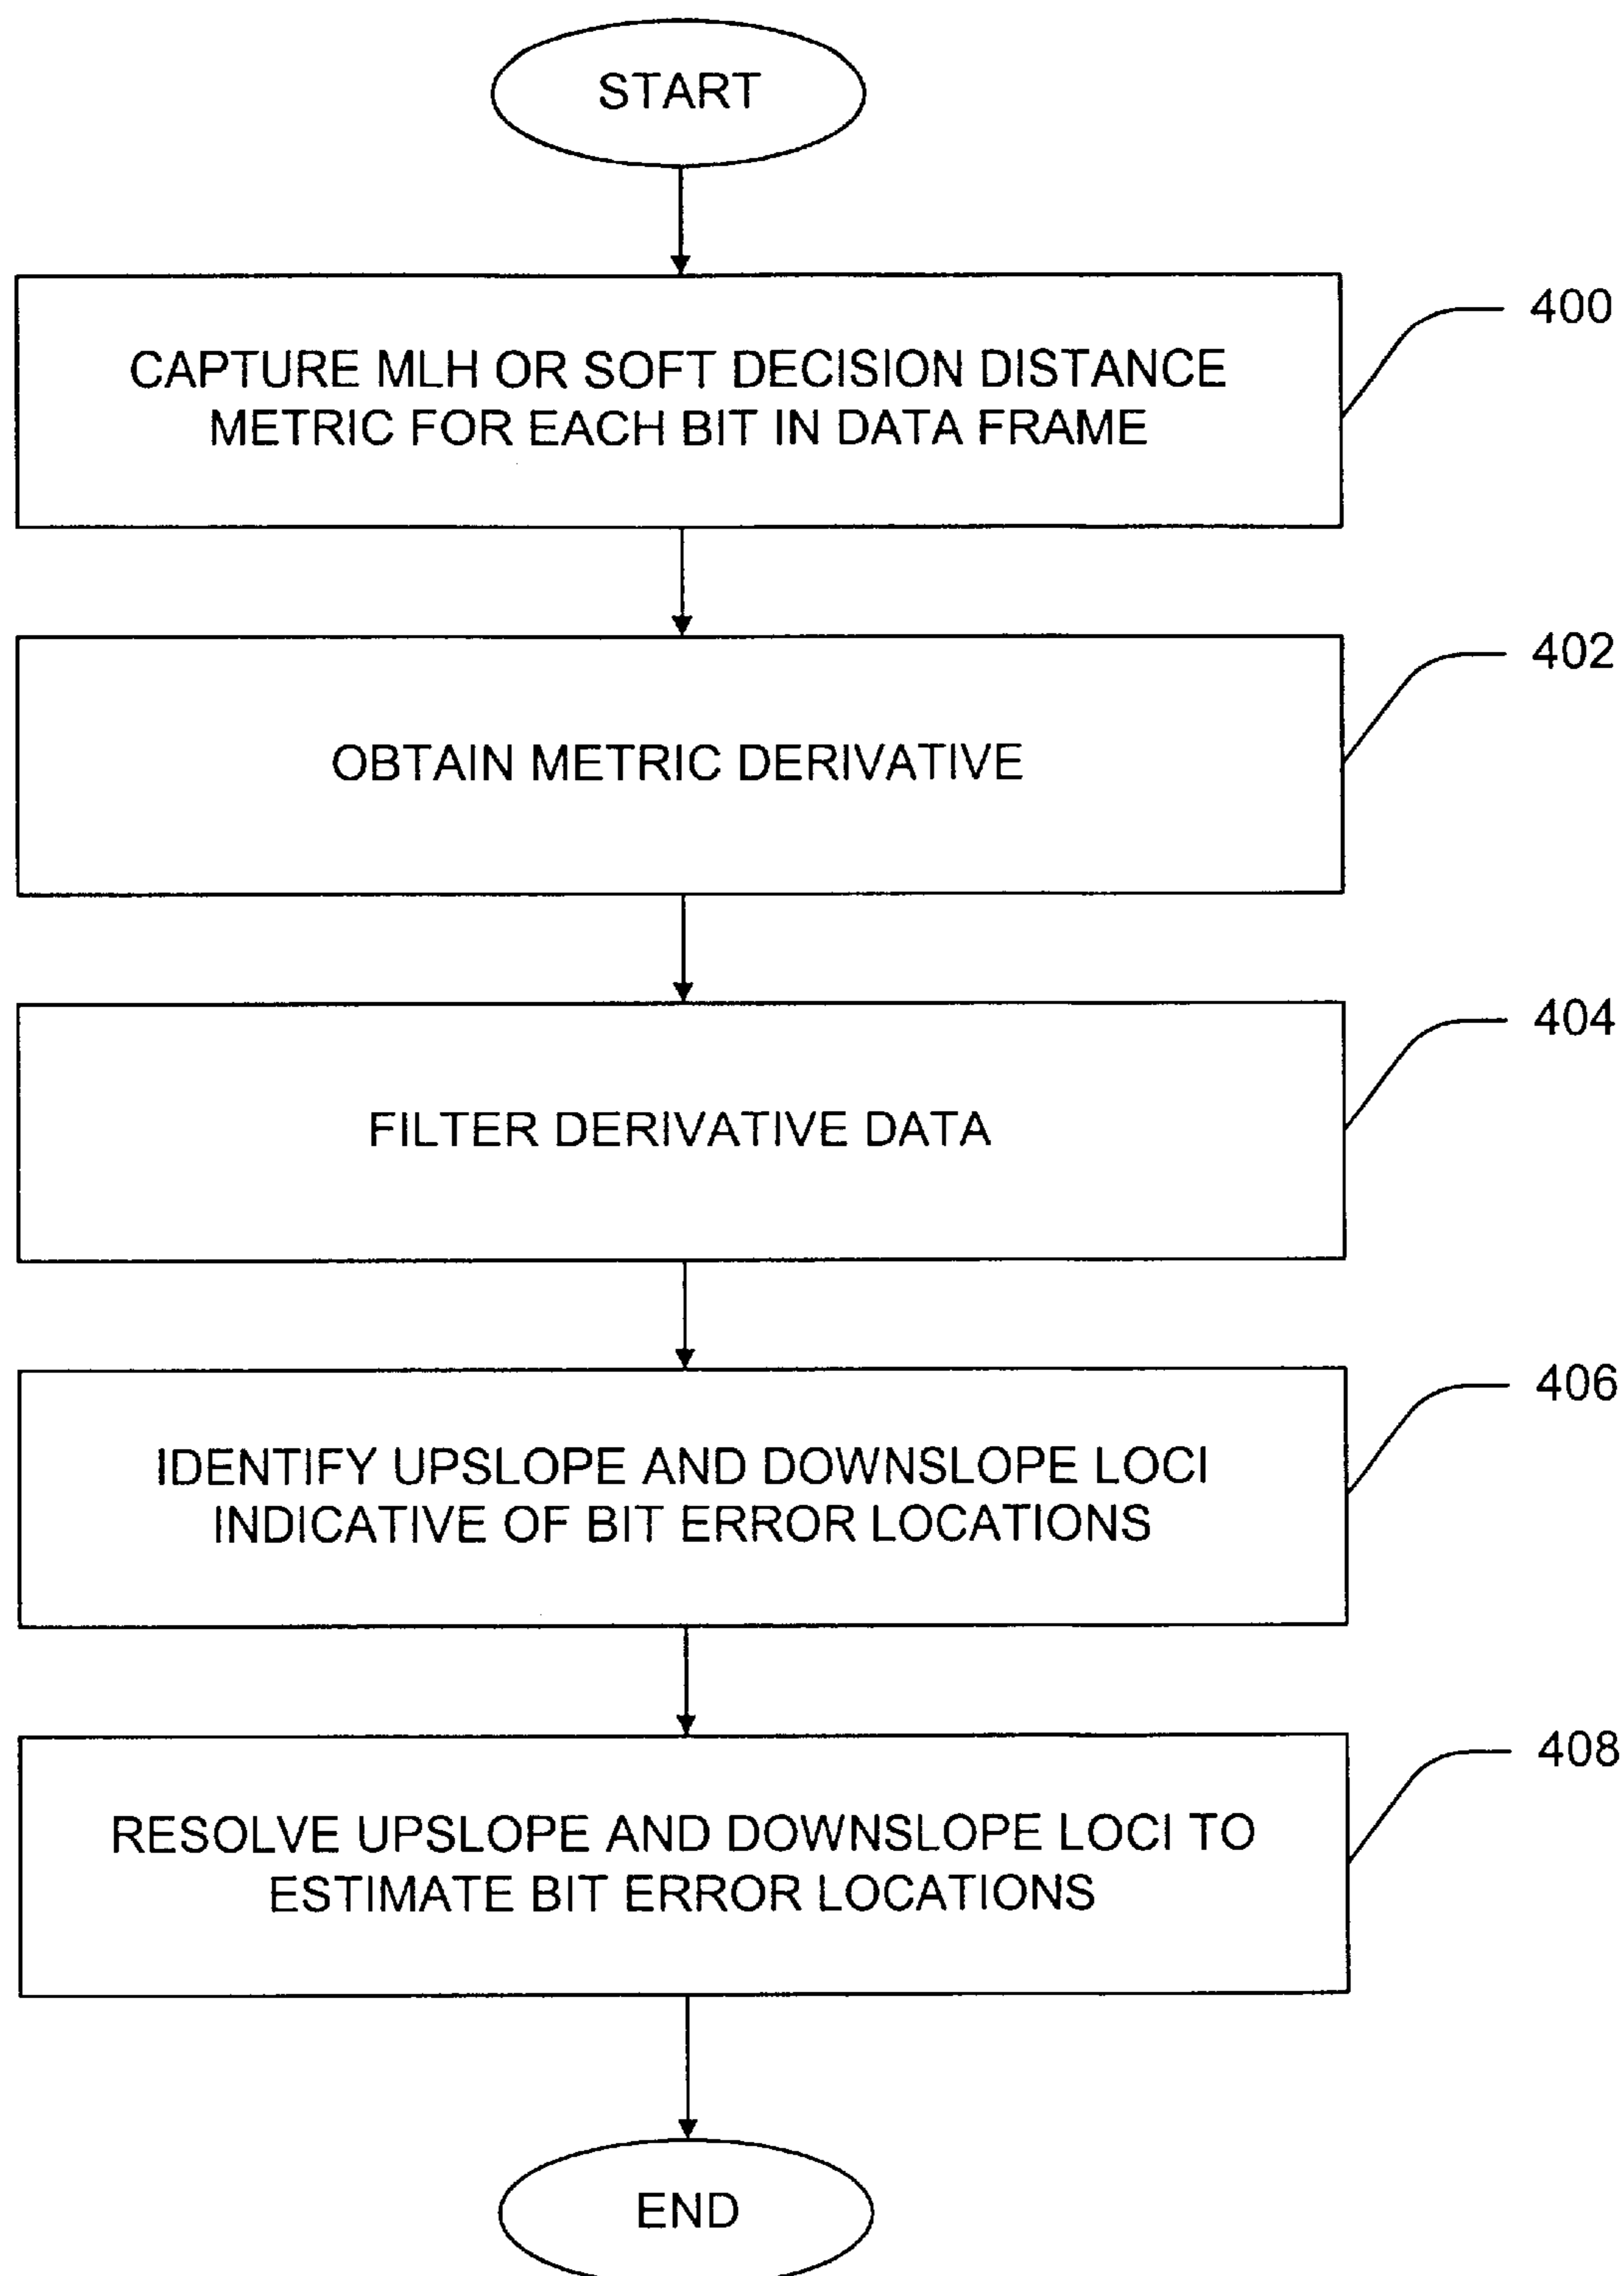 START
400
CAPTURE MLH OR SOFT DECISION DISTANCE
METRIC FOR EACH BIT IN DATA FRAME
402
OBTAIN METRIC DERIVATIVE
404
FILTER DERIVATIVE DATA
406
IDENTIFY UPSLOPE AND DOWNSLOPE LOCI
INDICATIVE OF BIT ERROR LOCATIONS
408
RESOLVE UPSLOPE AND DOWNSLOPE LOCI TO
ESTIMATE BIT ERROR LOCATIONS
END